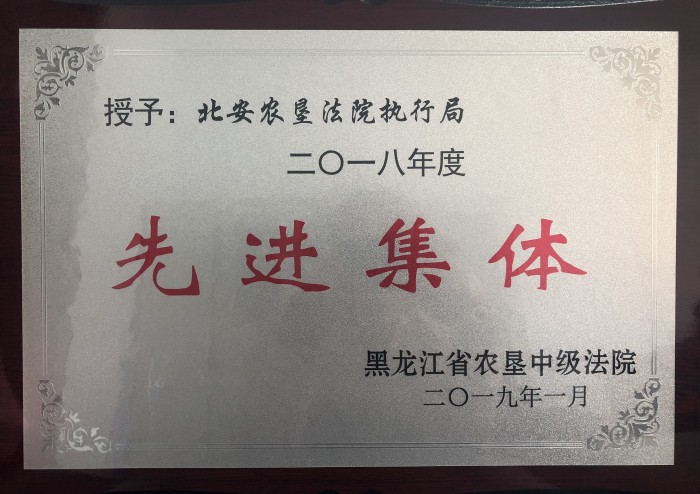 授予：北安农垦法院执行局
二〇一八年度
先进集体
黑龙江省农垦中级法院
二〇一九年一月